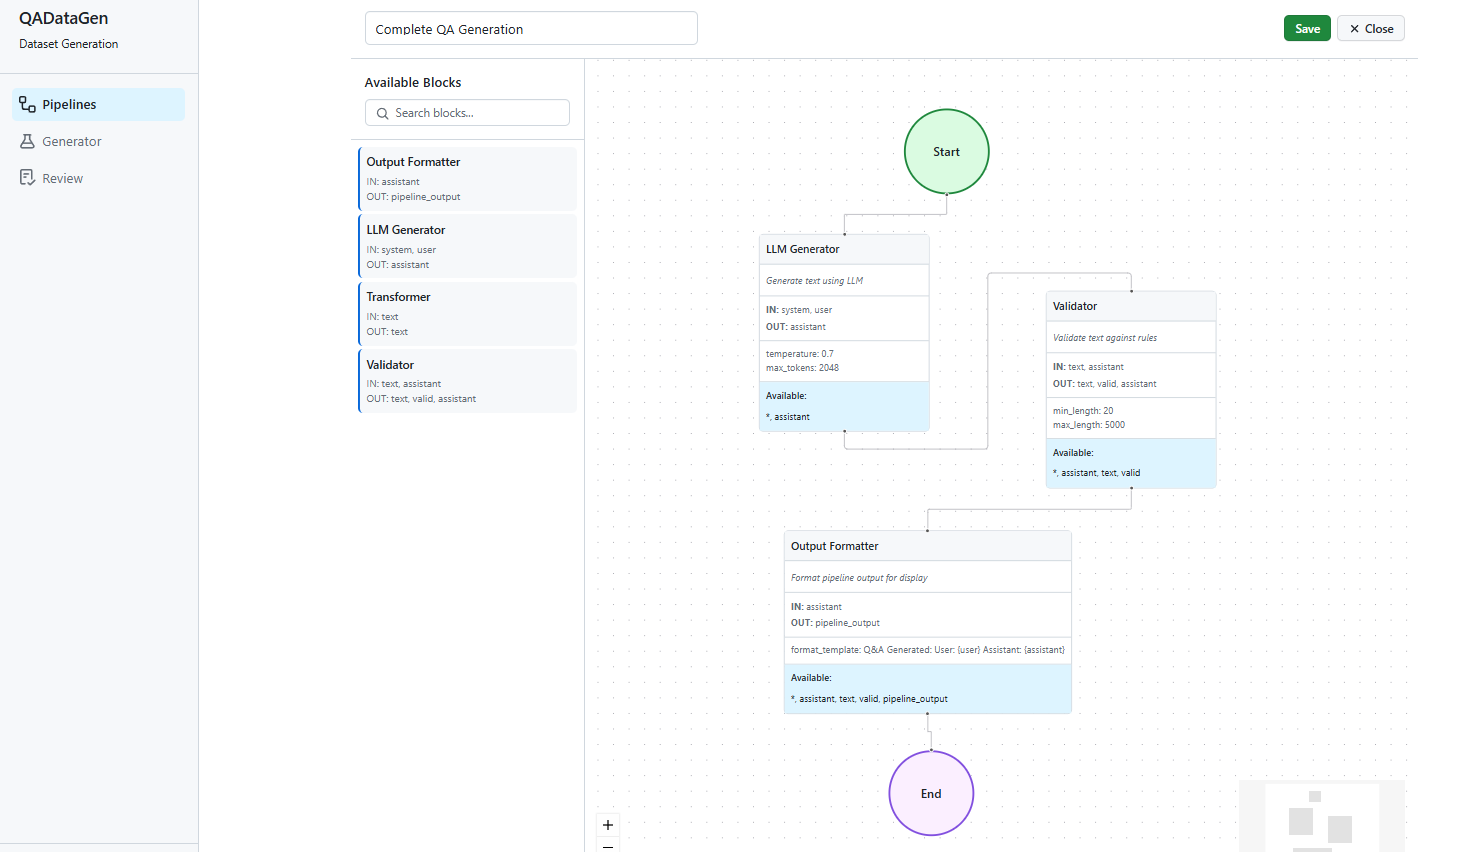 QADataGen
Dataset Generation
Pipelines
Generator
Review
Complete QA Generation
Save
Close
Available Blocks
Search blocks...
Output Formatter
IN: assistant
OUT: pipeline_output
LLM Generator
IN: system, user
OUT: assistant
Transformer
IN: text
OUT: text
Validator
IN: text, assistant
OUT: text, valid, assistant
Start
LLM Generator
Generate text using LLM
IN: system, user
OUT: assistant
temperature: 0.7
max_tokens: 2048
Available:
*, assistant
Validator
Validate text against rules
IN: text, assistant
OUT: text, valid, assistant
min_length: 20
max_length: 5000
Available:
*, assistant, text, valid
Output Formatter
Format pipeline output for display
IN: assistant
OUT: pipeline_output
format_template: Q&A Generated: User: {user} Assistant: {assistant}
Available:
*, assistant, text, valid, pipeline_output
End